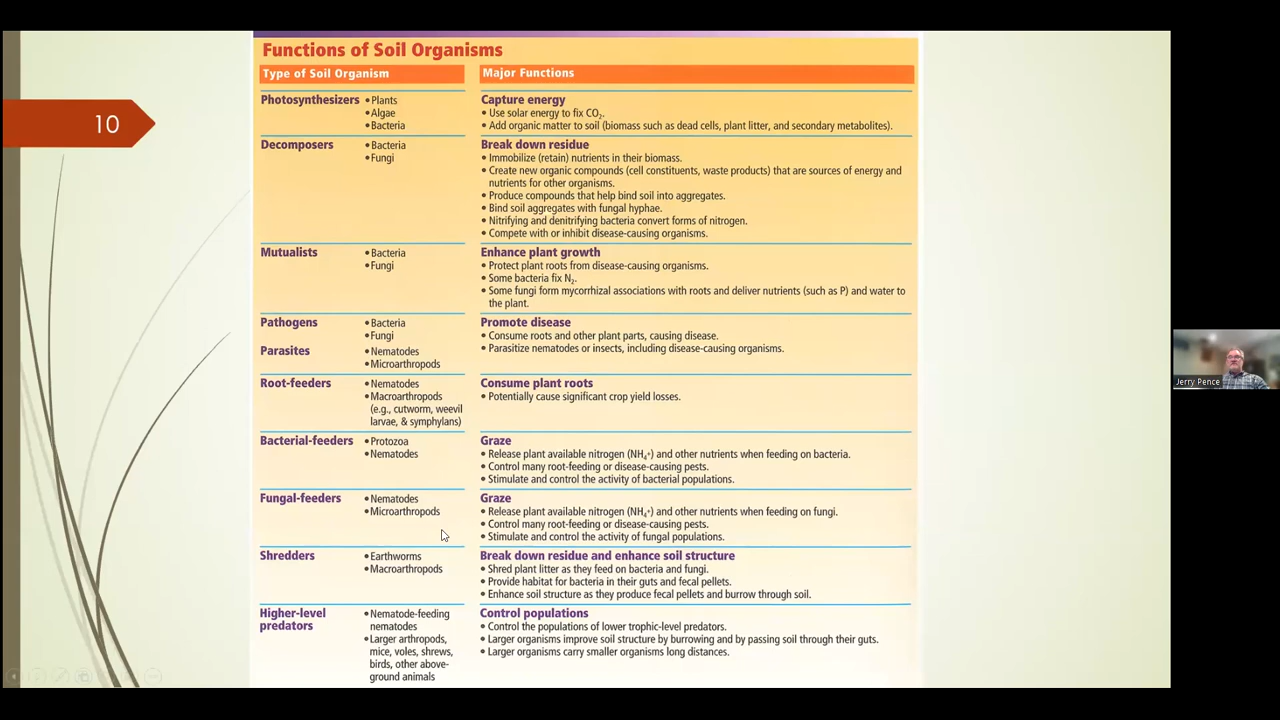 Functions of Soil Organisms
Type of Soil Organism
Major Functions
10
Photosynthesizers
• Plants
• Algae
• Bacteria
Capture energy
• Use solar energy to fix CO₂.
• Add organic matter to soil (biomass such as dead cells, plant litter, and secondary metabolites).
Decomposers
• Bacteria
• Fungi
Break down residue
• Immobilize (retain) nutrients in their biomass.
• Create new organic compounds (cell constituents, waste products) that are sources of energy and
nutrients for other organisms.
• Produce compounds that help bind soil into aggregates.
• Bind soil aggregates with fungal hyphae.
• Nitrifying and denitrifying bacteria convert forms of nitrogen.
• Compete with or inhibit disease-causing organisms.
Mutualists
• Bacteria
• Fungi
Enhance plant growth
• Protect plant roots from disease-causing organisms.
• Some bacteria fix N₂.
• Some fungi form mycorrhizal associations with roots and deliver nutrients (such as P) and water to
the plant.
Pathogens
• Bacteria
• Fungi
Parasites
• Nematodes
• Microarthropods
Promote disease
• Consume roots and other plant parts, causing disease.
• Parasitize nematodes or insects, including disease-causing organisms.
Root-feeders
• Nematodes
• Macroarthropods
(e.g., cutworm, weevil
larvae, & symphylans)
Consume plant roots
• Potentially cause significant crop yield losses.
Bacterial-feeders
• Protozoa
• Nematodes
Graze
• Release plant available nitrogen (NH₄⁺) and other nutrients when feeding on bacteria.
• Control many root-feeding or disease-causing pests.
• Stimulate and control the activity of bacterial populations.
Fungal-feeders
• Nematodes
• Microarthropods
Graze
• Release plant available nitrogen (NH₄⁺) and other nutrients when feeding on fungi.
• Control many root-feeding or disease-causing pests.
• Stimulate and control the activity of fungal populations.
Shredders
• Earthworms
• Macroarthropods
Break down residue and enhance soil structure
• Shred plant litter as they feed on bacteria and fungi.
• Provide habitat for bacteria in their guts and fecal pellets.
• Enhance soil structure as they produce fecal pellets and burrow through soil.
Higher-level
predators
• Nematode-feeding
nematodes
• Larger arthropods,
mice, voles, shrews,
birds, other above-
ground animals
Control populations
• Control the populations of lower trophic-level predators.
• Larger organisms improve soil structure by burrowing and by passing soil through their guts.
• Larger organisms carry smaller organisms long distances.
Jerry Pence